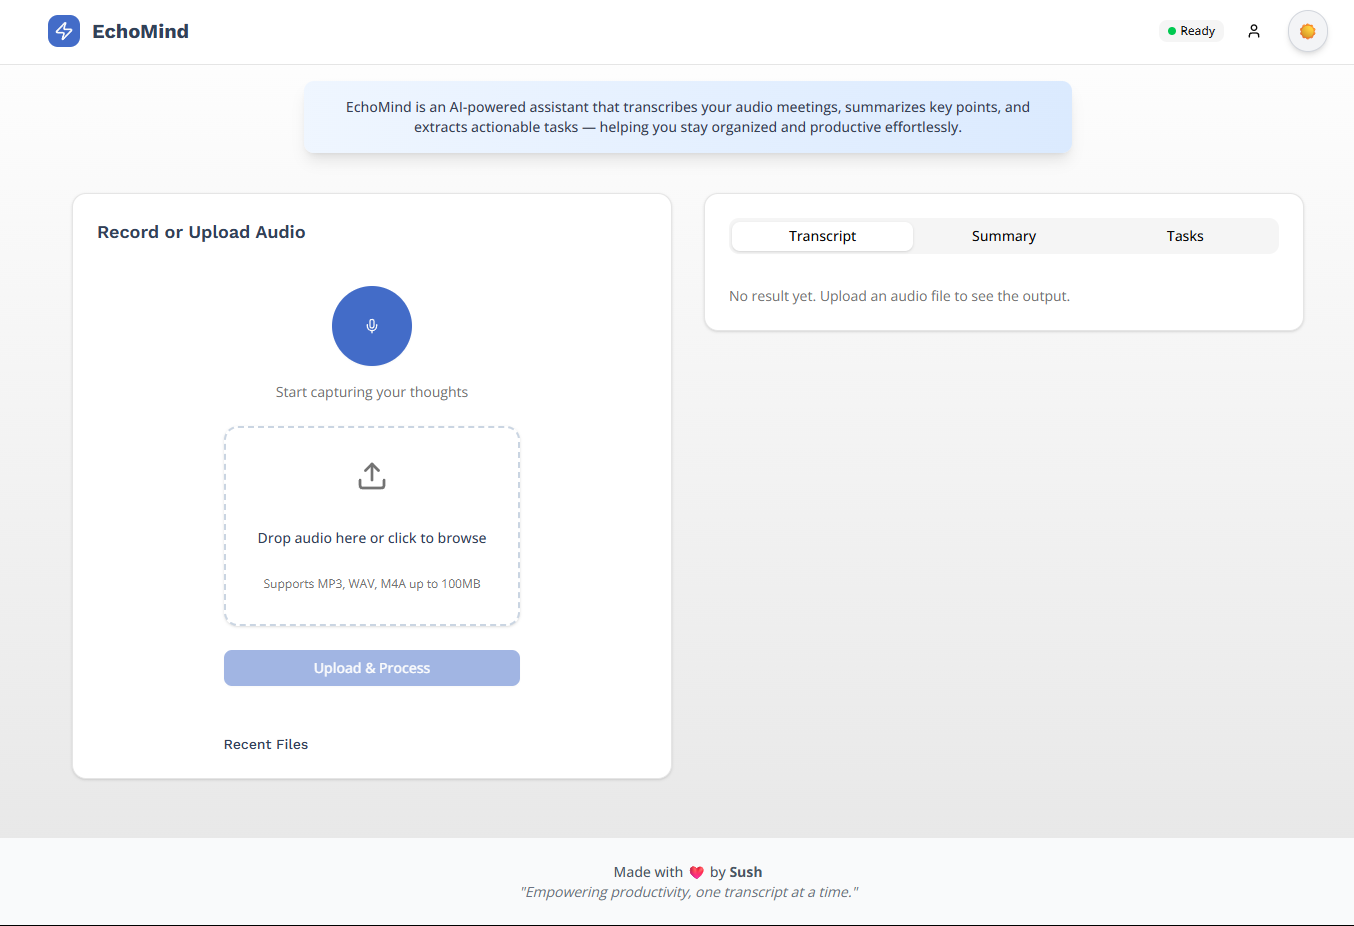 EchoMind
Ready
EchoMind is an AI-powered assistant that transcribes your audio meetings, summarizes key points, and
extracts actionable tasks — helping you stay organized and productive effortlessly.
Record or Upload Audio
Start capturing your thoughts
Drop audio here or click to browse
Supports MP3, WAV, M4A up to 100MB
Upload & Process
Recent Files
Transcript Summary Tasks
No result yet. Upload an audio file to see the output.
Made with ❤️ by Sush
"Empowering productivity, one transcript at a time."